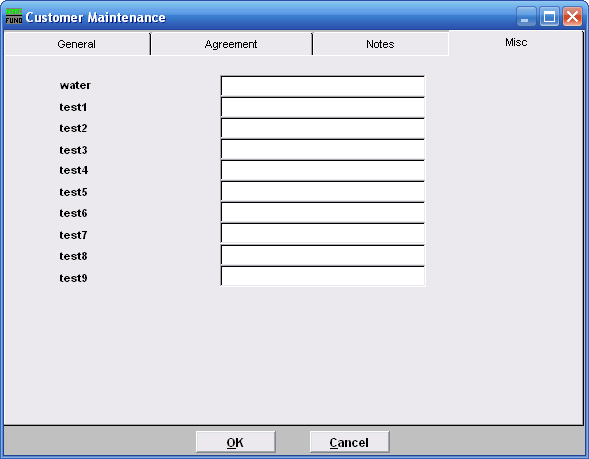 FUND Customer Maintenance
General Agreement Notes Misc
water
test1
test2
test3
test4
test5
test6
test7
test8
test9
OK Cancel